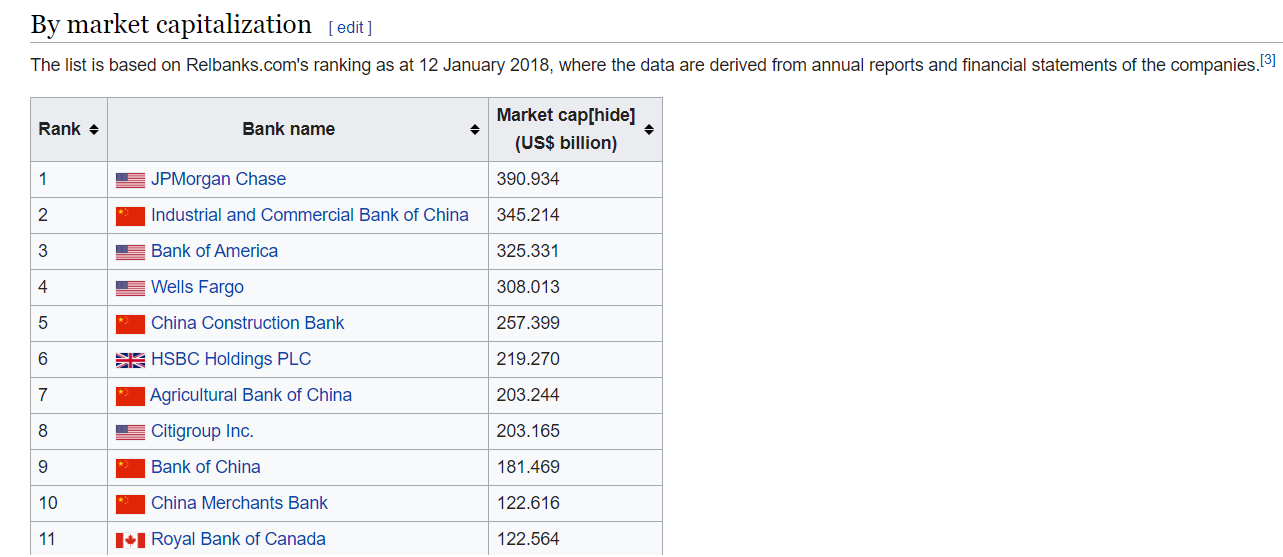 By market capitalization [ edit ]
The list is based on Relbanks.com's ranking as at 12 January 2018, where the data are derived from annual reports and financial statements of the companies.[3]
Rank Bank name Market cap[hide] (US$ billion)
1 JPMorgan Chase 390.934
2 Industrial and Commercial Bank of China 345.214
3 Bank of America 325.331
4 Wells Fargo 308.013
5 China Construction Bank 257.399
6 HSBC Holdings PLC 219.270
7 Agricultural Bank of China 203.244
8 Citigroup Inc. 203.165
9 Bank of China 181.469
10 China Merchants Bank 122.616
11 Royal Bank of Canada 122.564